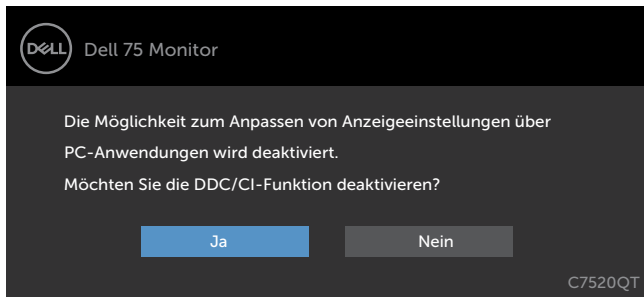 DELL
Dell 75 Monitor
Die Möglichkeit zum Anpassen von Anzeigeeinstellungen über
PC-Anwendungen wird deaktiviert.
Möchten Sie die DDC/CI-Funktion deaktivieren?
Ja
Nein
C7520QT